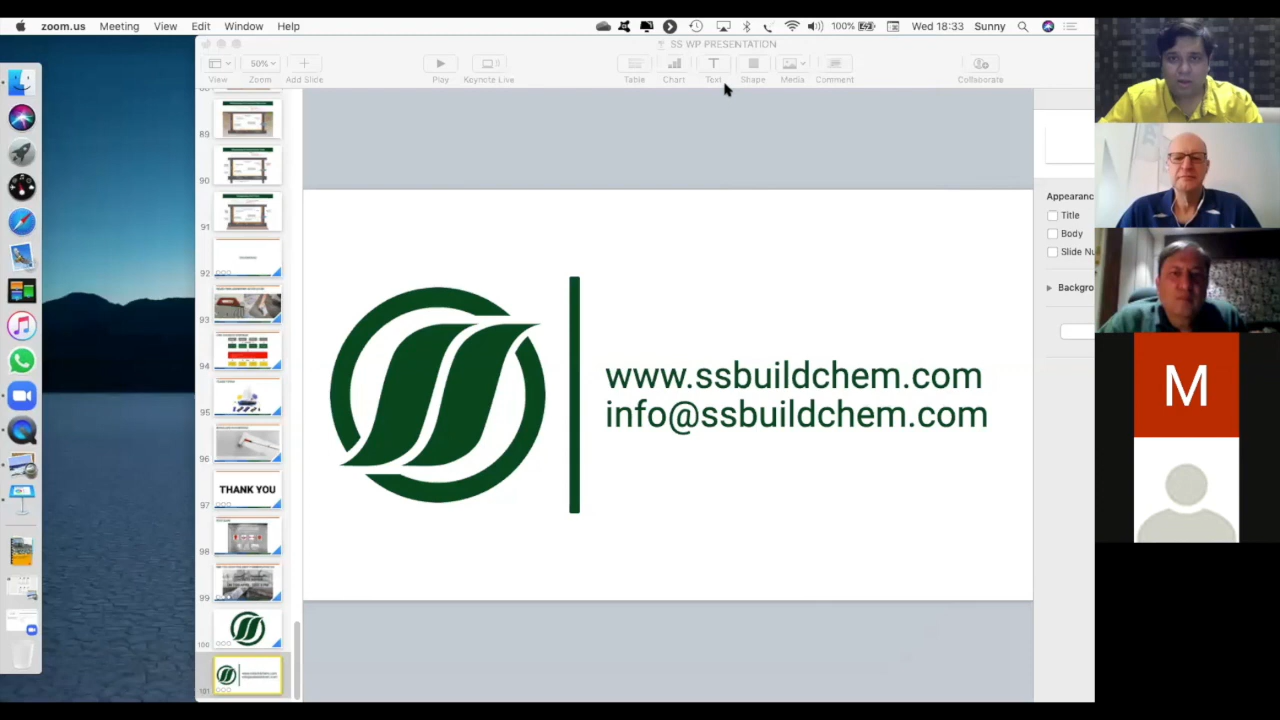 zoom.us Meeting View Edit Window Help 100% Wed 18:33 Sunny
SS WP PRESENTATION
50%
View Zoom Add Slide Play Keynote Live Table Chart Text Shape Media Comment Collaborate
89
90
91
92
93
94
95
96
THANK YOU
97
98
99
100
101
www.ssbuildchem.com
info@ssbuildchem.com
Appearanc
Title
Body
Slide Nu
Backgro
M